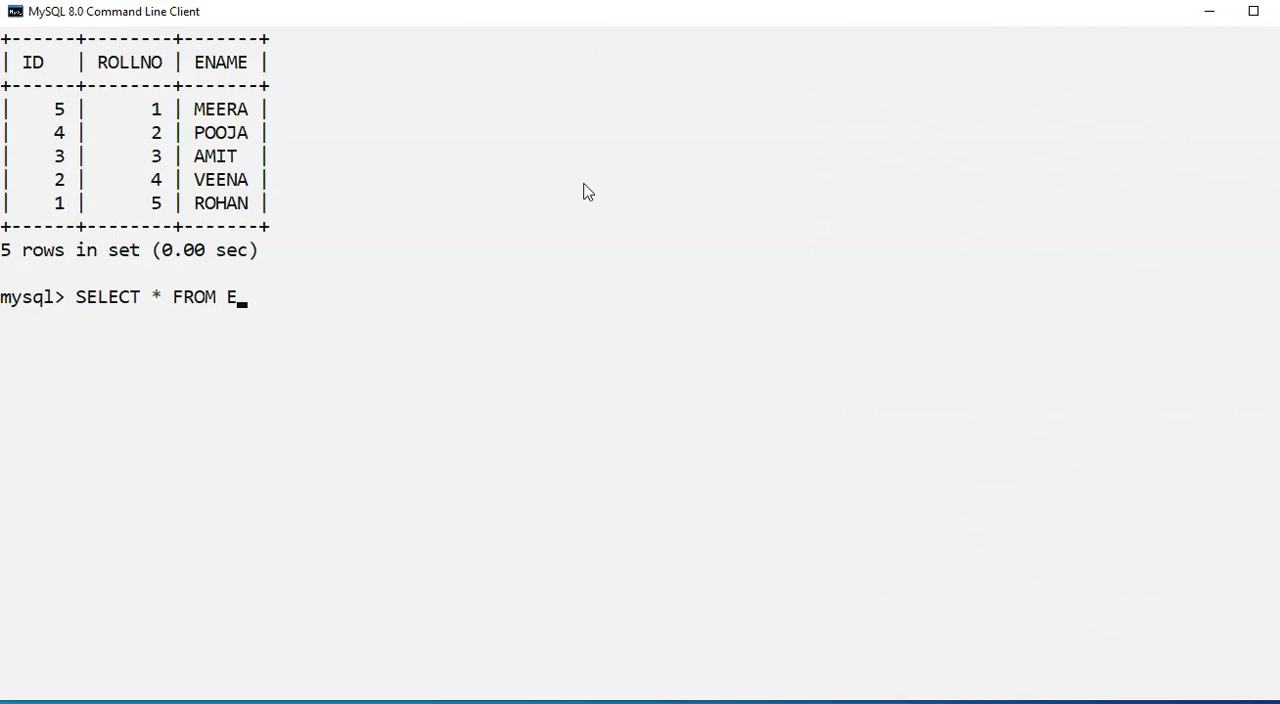 MySQL 8.0 Command Line Client
+------+--------+-------+
| ID   | ROLLNO | ENAME |
+------+--------+-------+
|    5 |      1 | MEERA |
|    4 |      2 | POOJA |
|    3 |      3 | AMIT  |
|    2 |      4 | VEENA |
|    1 |      5 | ROHAN |
+------+--------+-------+
5 rows in set (0.00 sec)
mysql> SELECT * FROM E_